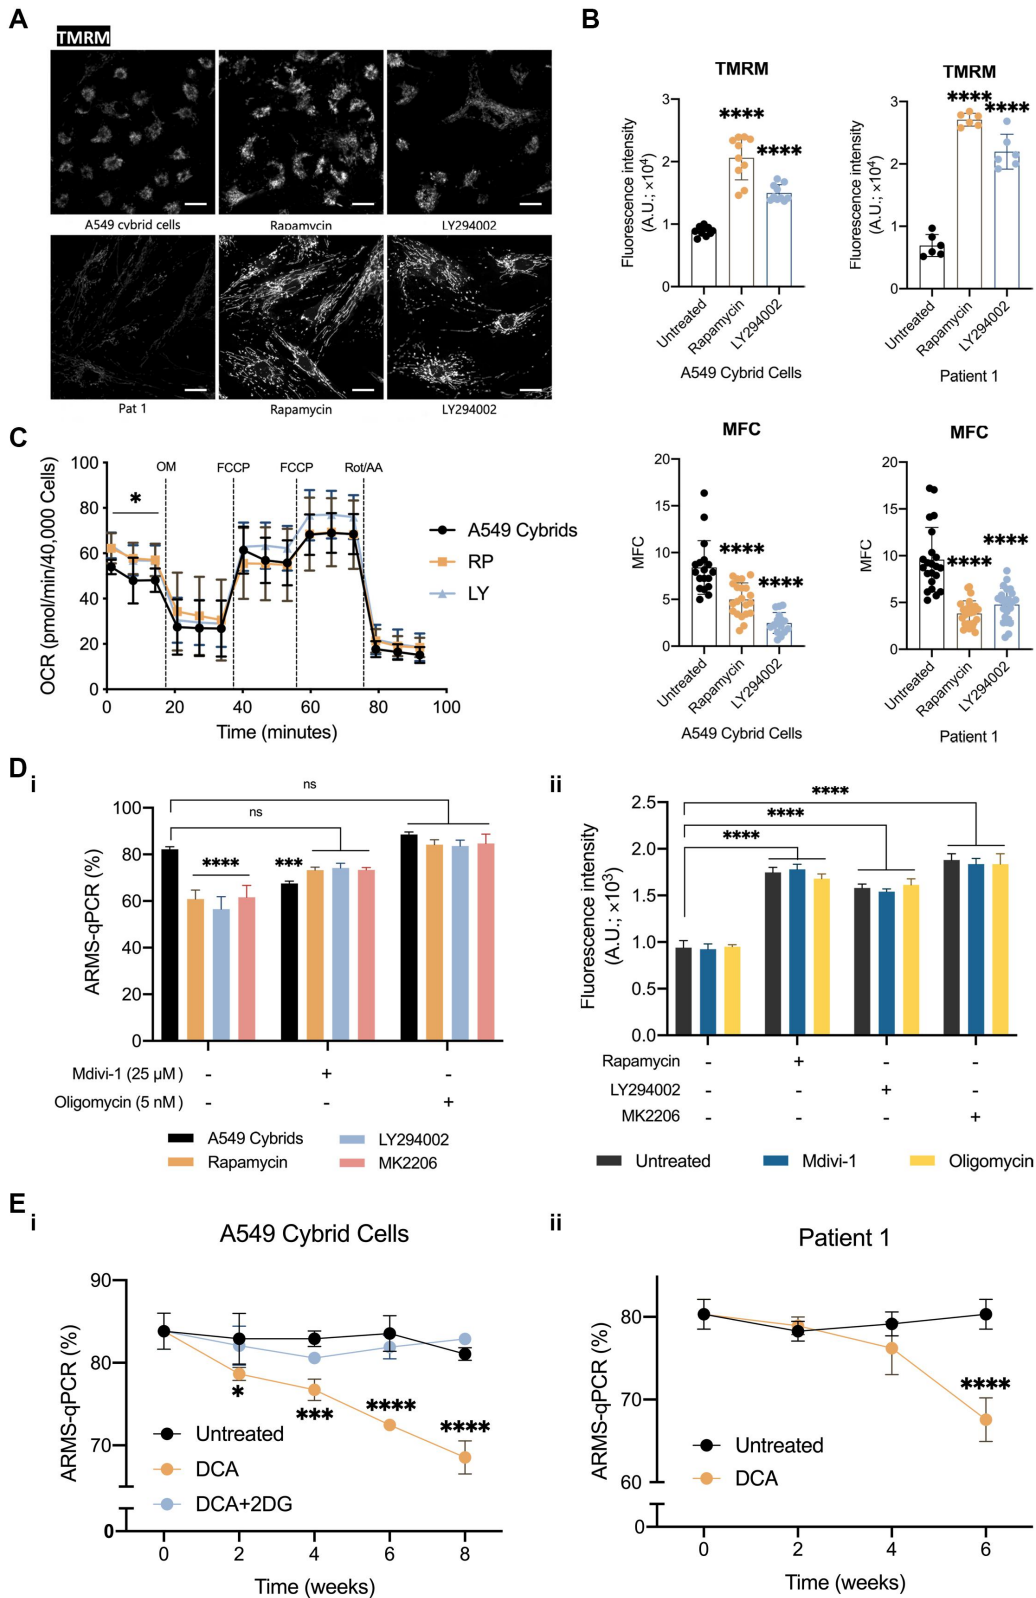 A
TMRM
A549 cybrid cells
Rapamycin
LY294002
Pat 1
Rapamycin
LY294002
B
TMRM
Fluorescence intensity
(A.U.; ×10⁴)
3
2
1
0
****
****
Untreated
Rapamycin
LY294002
A549 Cybrid Cells
TMRM
Fluorescence intensity
(A.U.; ×10⁴)
3
2
1
0
****
****
Untreated
Rapamycin
LY294002
Patient 1
MFC
MFC
20
15
10
5
0
****
****
Untreated
Rapamycin
LY294002
A549 Cybrid Cells
MFC
MFC
20
15
10
5
0
****
****
Untreated
Rapamycin
LY294002
Patient 1
C
OCR (pmol/min/40,000 Cells)
100
80
60
40
20
0
*
OM
FCCP
FCCP
Rot/AA
A549 Cybrids
RP
LY
0
20
40
60
80
100
Time (minutes)
D
i
ARMS-qPCR (%)
100
80
60
40
20
0
ns
ns
****
***
Mdivi-1 (25 µM) - + -
Oligomycin (5 nM) - - +
A549 Cybrids
LY294002
Rapamycin
MK2206
ii
Fluorescence intensity
(A.U.; ×10³)
2.5
2.0
1.5
1.0
0.5
0.0
****
****
****
Rapamycin - + - -
LY294002 - - + -
MK2206 - - - +
Untreated
Mdivi-1
Oligomycin
E
i
A549 Cybrid Cells
ARMS-qPCR (%)
90
80
70
0
*
***
****
****
Untreated
DCA
DCA+2DG
0
2
4
6
8
Time (weeks)
ii
Patient 1
ARMS-qPCR (%)
80
70
60
0
****
Untreated
DCA
0
2
4
6
Time (weeks)